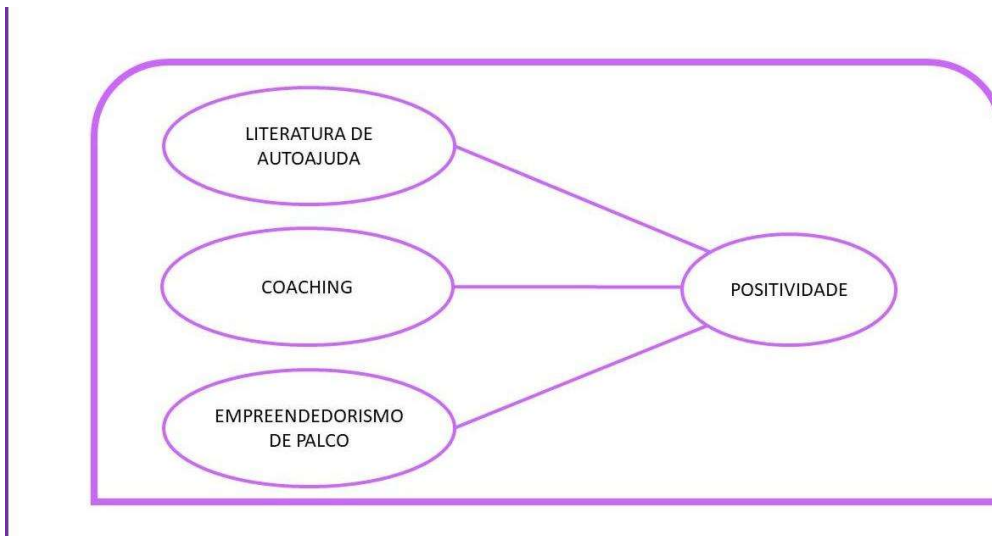 LITERATURA DE
AUTOAJUDA
COACHING
POSITIVIDADE
EMPREENDEDORISMO
DE PALCO